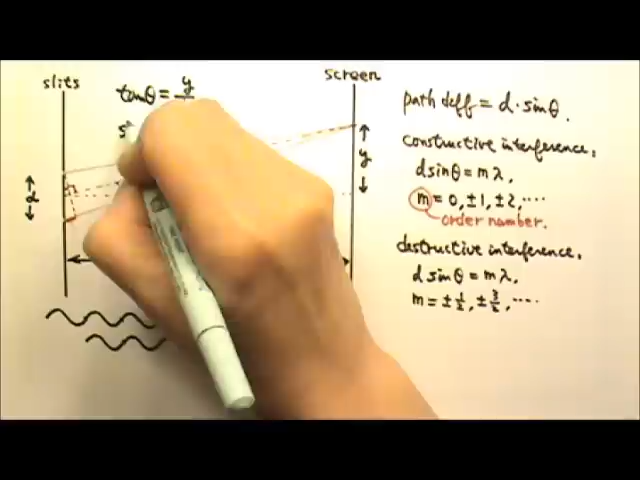 slits
screen
tanθ = y
d
y
path deff = d·sinθ.
constructive interference,
d sinθ = mλ.
m = 0, ±1, ±2, ....
order number.
destructive interference.
d sinθ = mλ.
m = ±1/2, ±3/2, ....